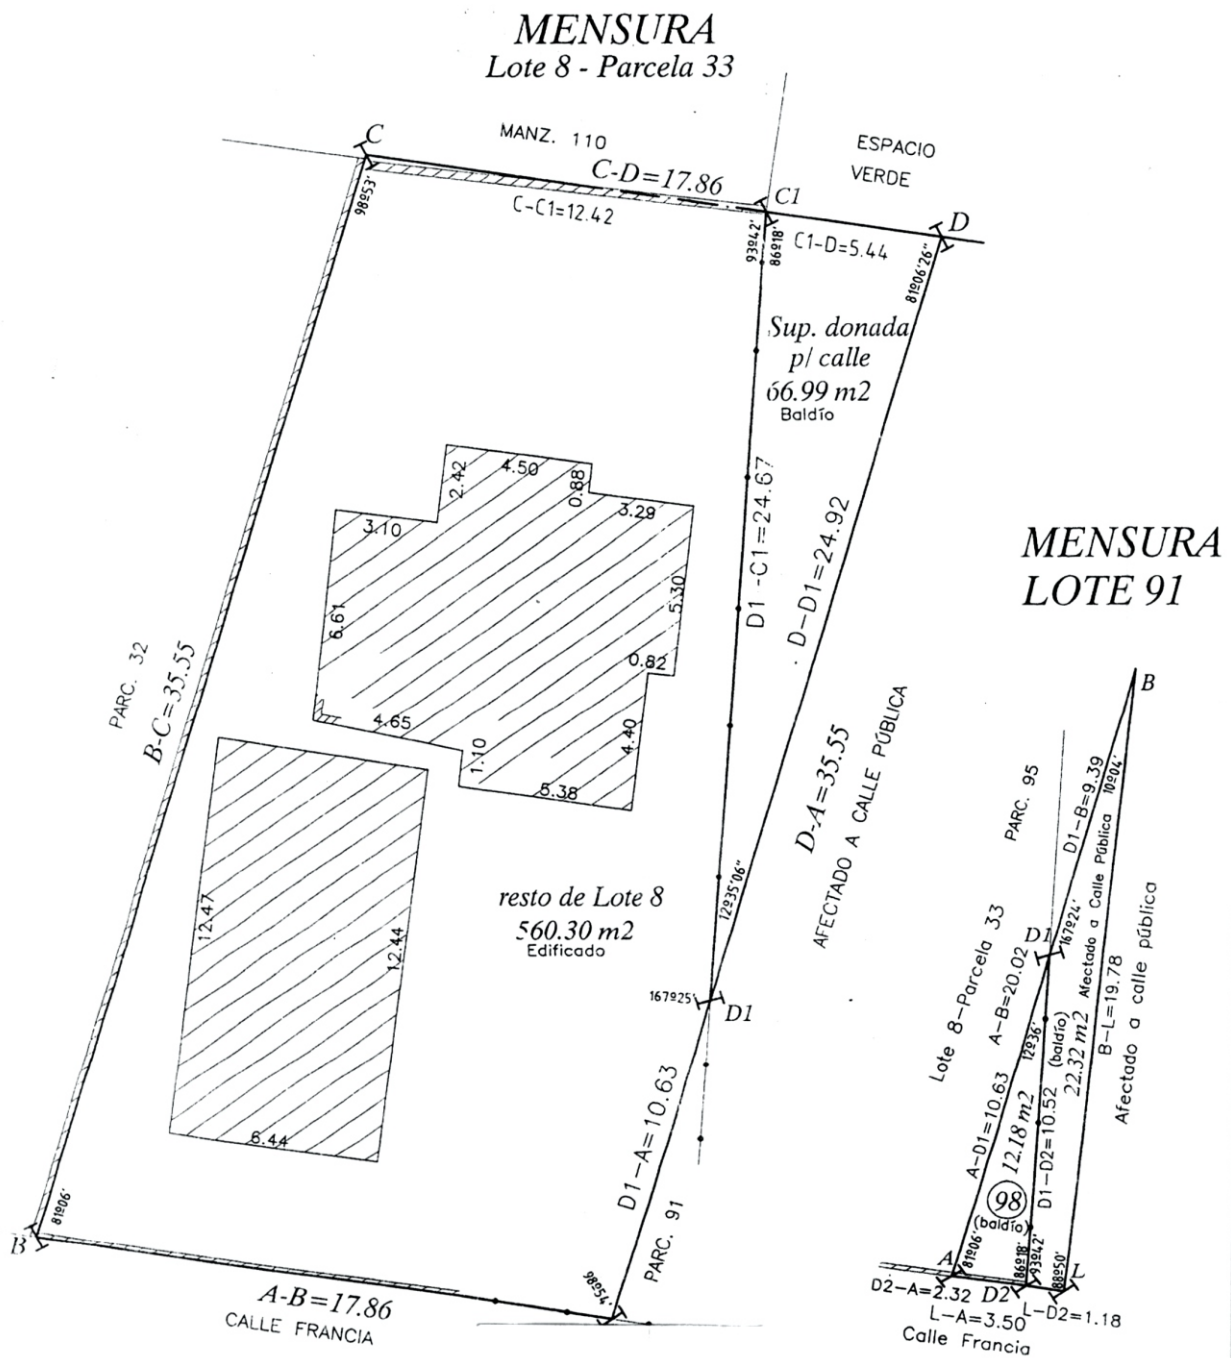 MENSURA
Lote 8 - Parcela 33
MANZ. 110
ESPACIO
VERDE
C
C-D=17.86
C-C1=12.42
C1
C1-D=5.44
D
98º53'
93º42'
86º18'
81º06'26"
Sup. donada
p/ calle
66.99 m2
Baldío
4.50
2.42
0.88
3.29
3.10
6.61
5.30
0.82
4.65
1.10
4.40
5.38
D1 -C1=24.67
D-D1=24.92
PARC. 32
B-C=35.55
D-A=35.55
AFECTADO A CALLE PÚBLICA
12.47
12.44
6.44
resto de Lote 8
560.30 m2
Edificado
12º35'06"
167º25'
D1
D1-A=10.63
PARC. 91
81º06'
B
98º54'
A-B=17.86
CALLE FRANCIA
MENSURA
LOTE 91
B
PARC. 95
D1-B=9.39
10º04'
D1
167º24'
Lote 8-Parcela 33
A-B=20.02
A-D1=10.63
12º36'
12.18 m2
98
(baldío)
D1-D2=10.52
(baldío)
22.32 m2 Afectado a Calle Pública
B-L=19.78
Afectado a calle pública
A
81º06'
86º18'
93º42'
88º50'
L
D2-A=2.32
D2
L-D2=1.18
L-A=3.50
Calle Francia